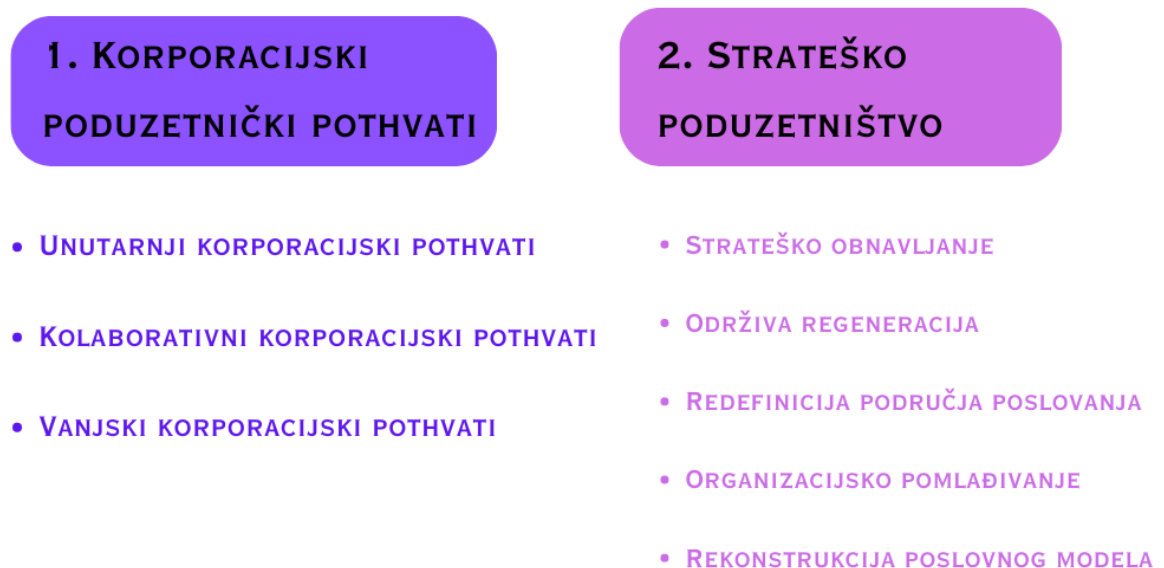 1. Korporacijski
poduzetnički pothvati
• Unutarnji korporacijski pothvati
• Kolaborativni korporacijski pothvati
• Vanjski korporacijski pothvati
2. Strateško
poduzetništvo
• Strateško obnavljanje
• Održiva regeneracija
• Redefinicija područja poslovanja
• Organizacijsko pomlađivanje
• Rekonstrukcija poslovnog modela